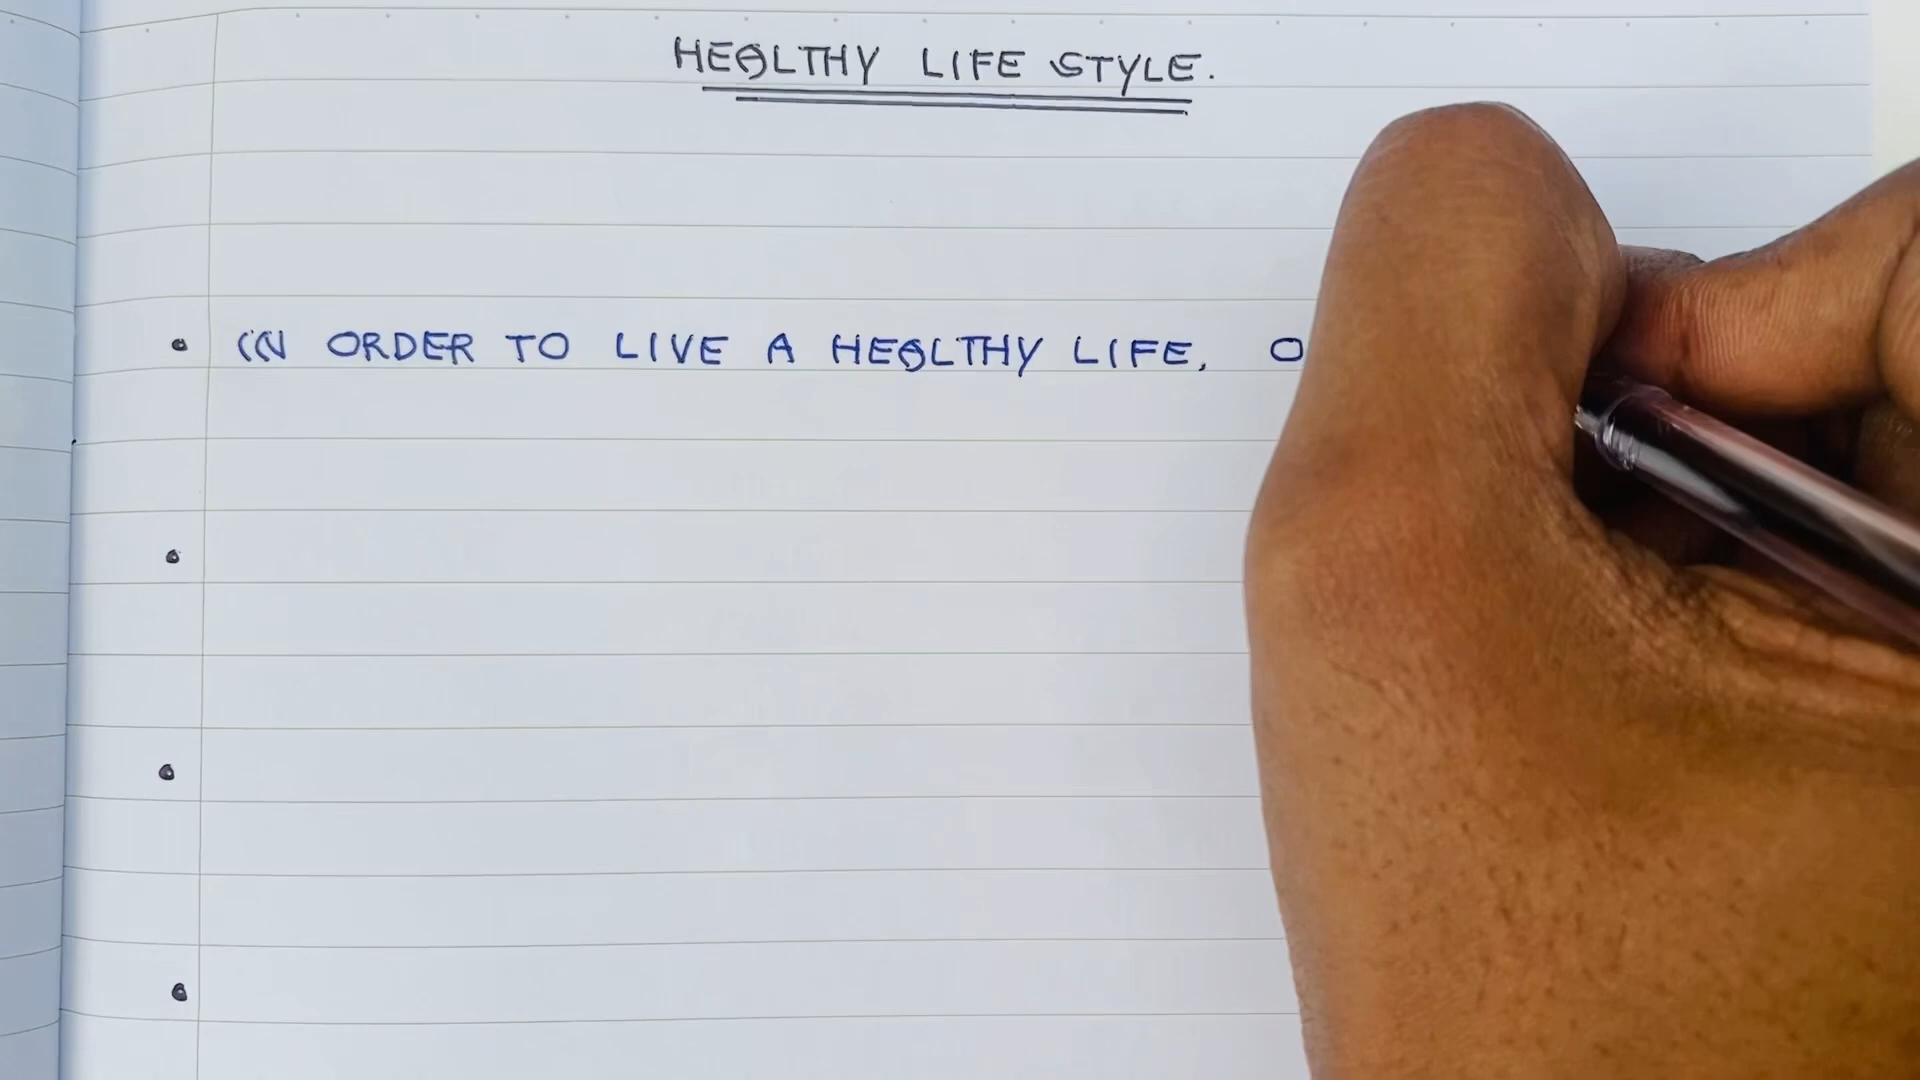 HEALTHY LIFE STYLE.
• IN ORDER TO LIVE A HEALTHY LIFE, O
•
•
•